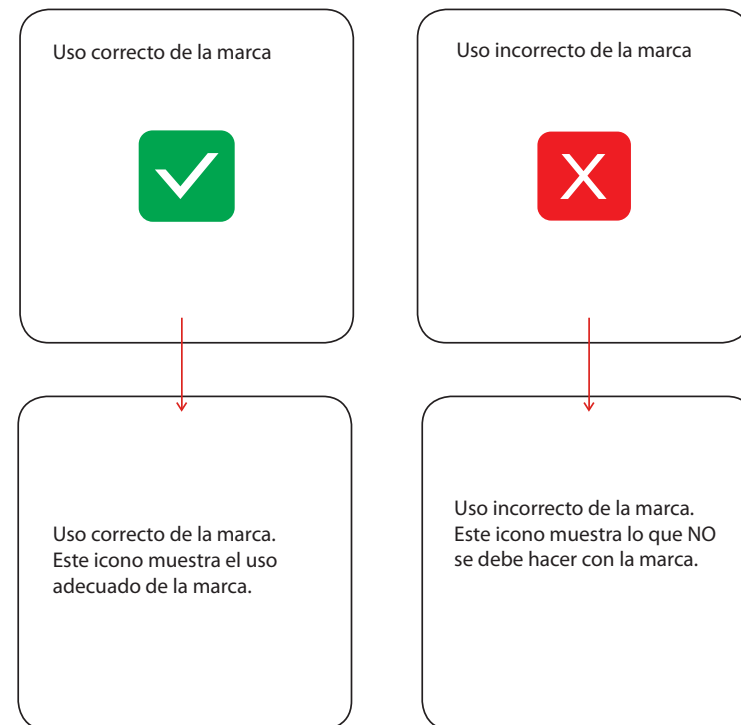 Uso correcto de la marca
Uso incorrecto de la marca
X
Uso correcto de la marca.
Este icono muestra el uso
adecuado de la marca.
Uso incorrecto de la marca.
Este icono muestra lo que NO
se debe hacer con la marca.